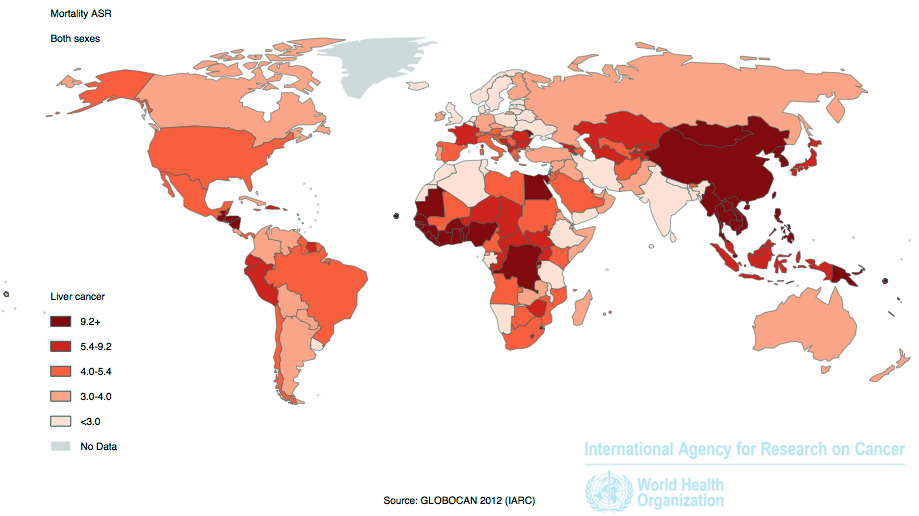 Mortality ASR
Both sexes
Liver cancer
9.2+
5.4-9.2
4.0-5.4
3.0-4.0
<3.0
No Data
International Agency for Research on Cancer
World Health
Organization
Source: GLOBOCAN 2012 (IARC)